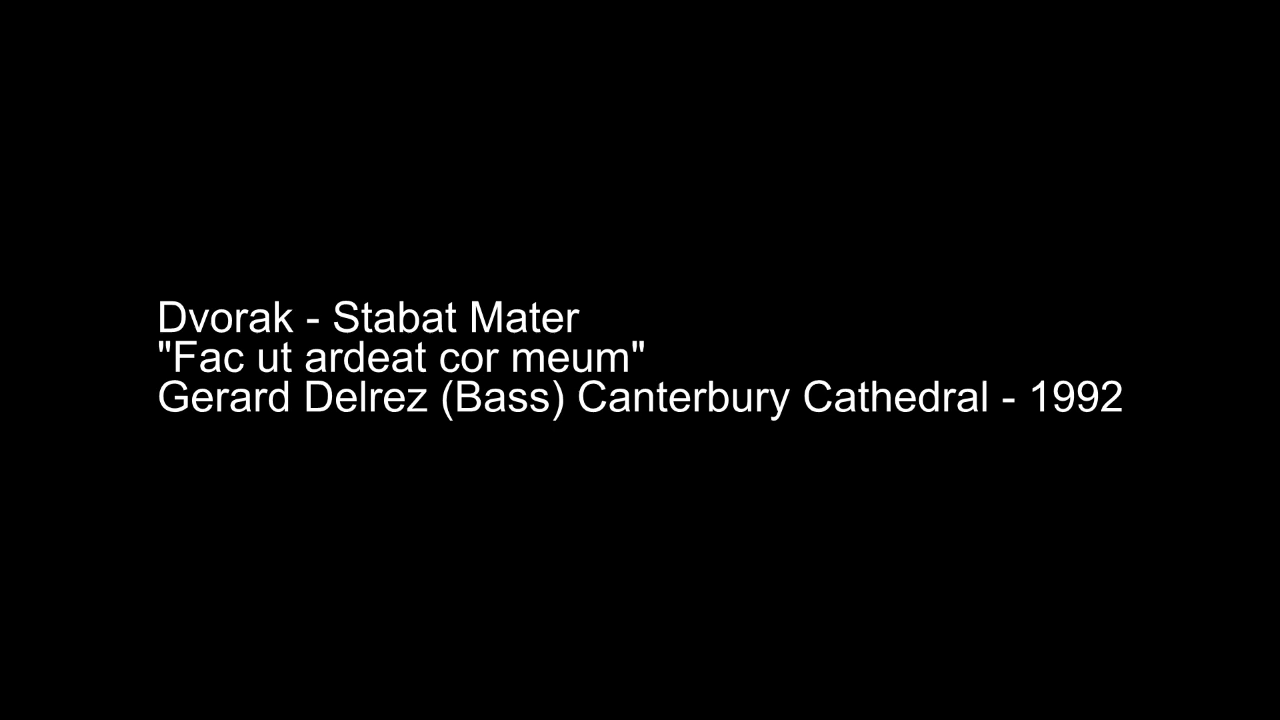 Dvorak - Stabat Mater
"Fac ut ardeat cor meum"
Gerard Delrez (Bass) Canterbury Cathedral - 1992